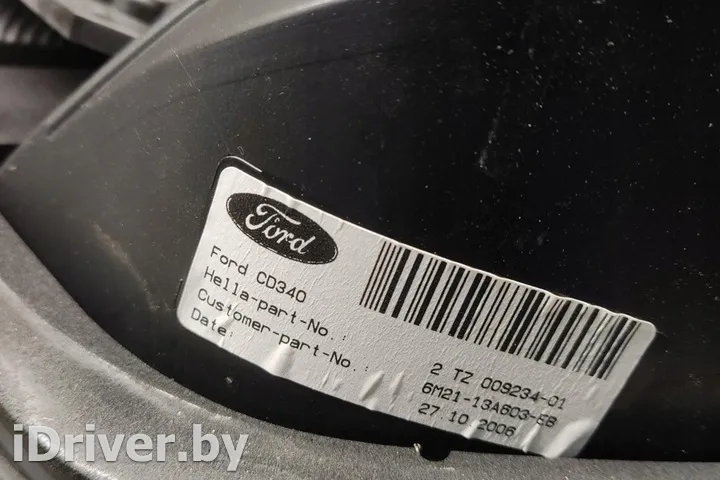 Ford
Ford CD340
Hella-part-No.: 2 TZ 009234-01
Customer-part-No.: 6M21-13A603-EB
Date: 27 10 2006
iDriver.by